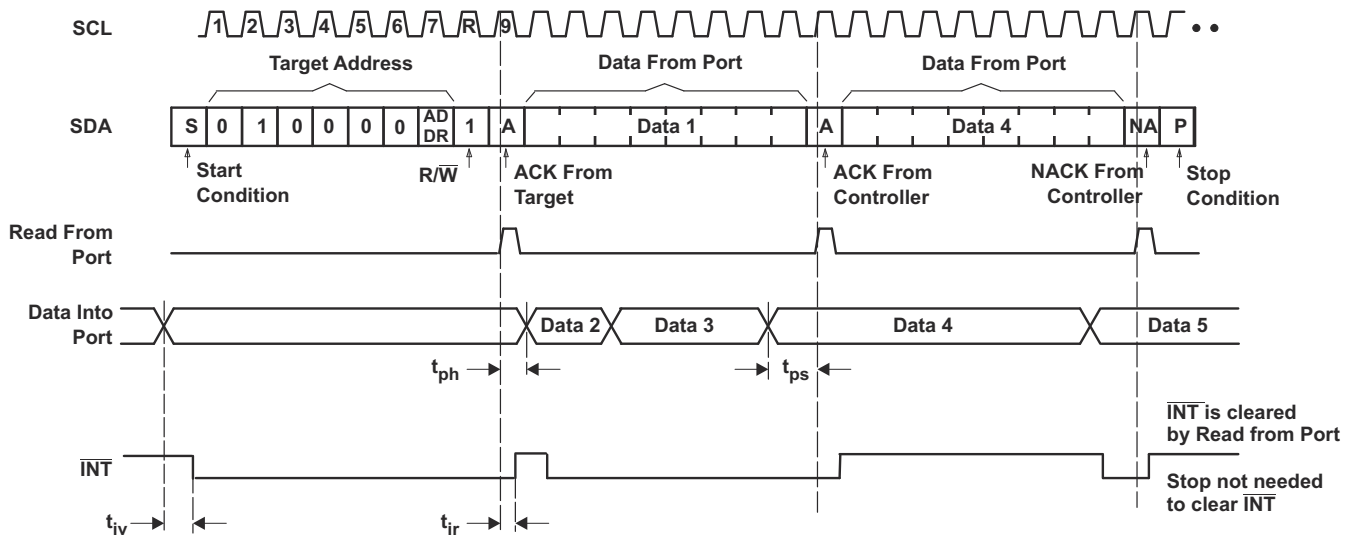 SCL
1 2 3 4 5 6 7 R 9
Target Address
Data From Port
Data From Port
SDA
S 0 1 0 0 0 0 AD DR 1 A Data 1 A Data 4 NA P
Start
Condition
R/W
ACK From
Target
ACK From
Controller
NACK From
Controller
Stop
Condition
Read From
Port
Data Into
Port
Data 2 Data 3 Data 4 Data 5
tph
tps
INT is cleared
by Read from Port
INT
Stop not needed
to clear INT
tiv
tir